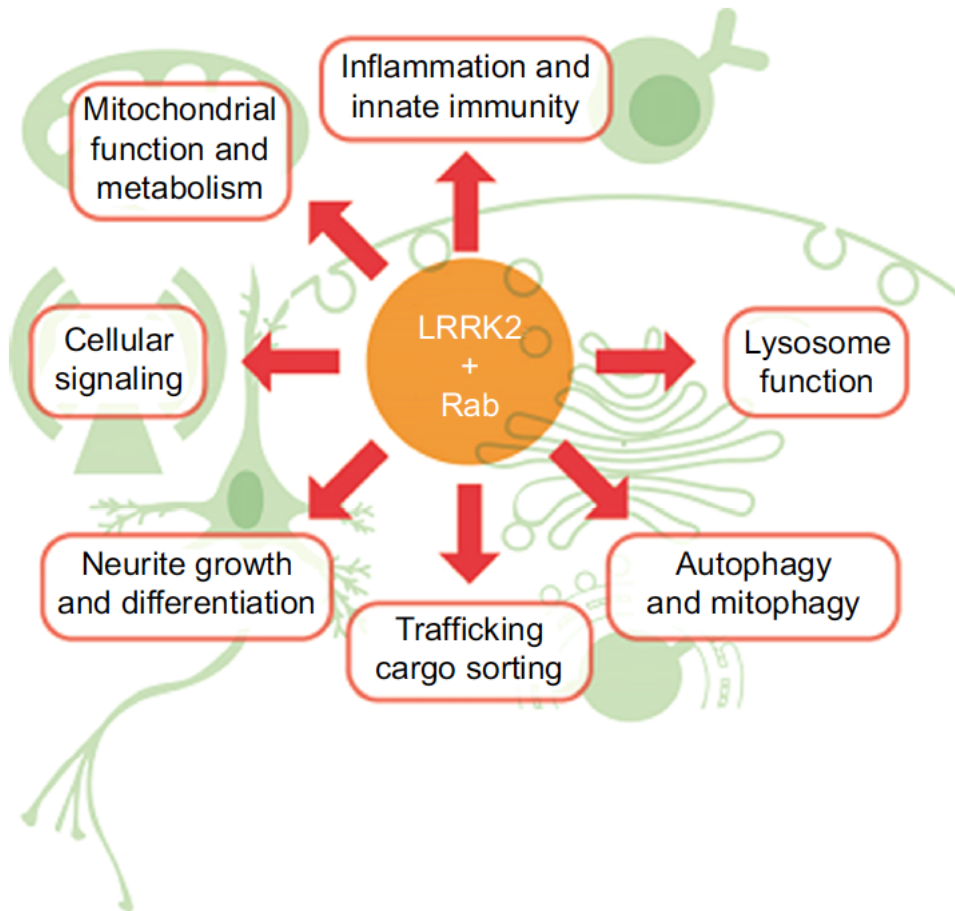 Inflammation and
innate immunity
Mitochondrial
function and
metabolism
LRRK2
+
Rab
Cellular
signaling
Lysosome
function
Neurite growth
and differentiation
Autophagy
and mitophagy
Trafficking
cargo sorting